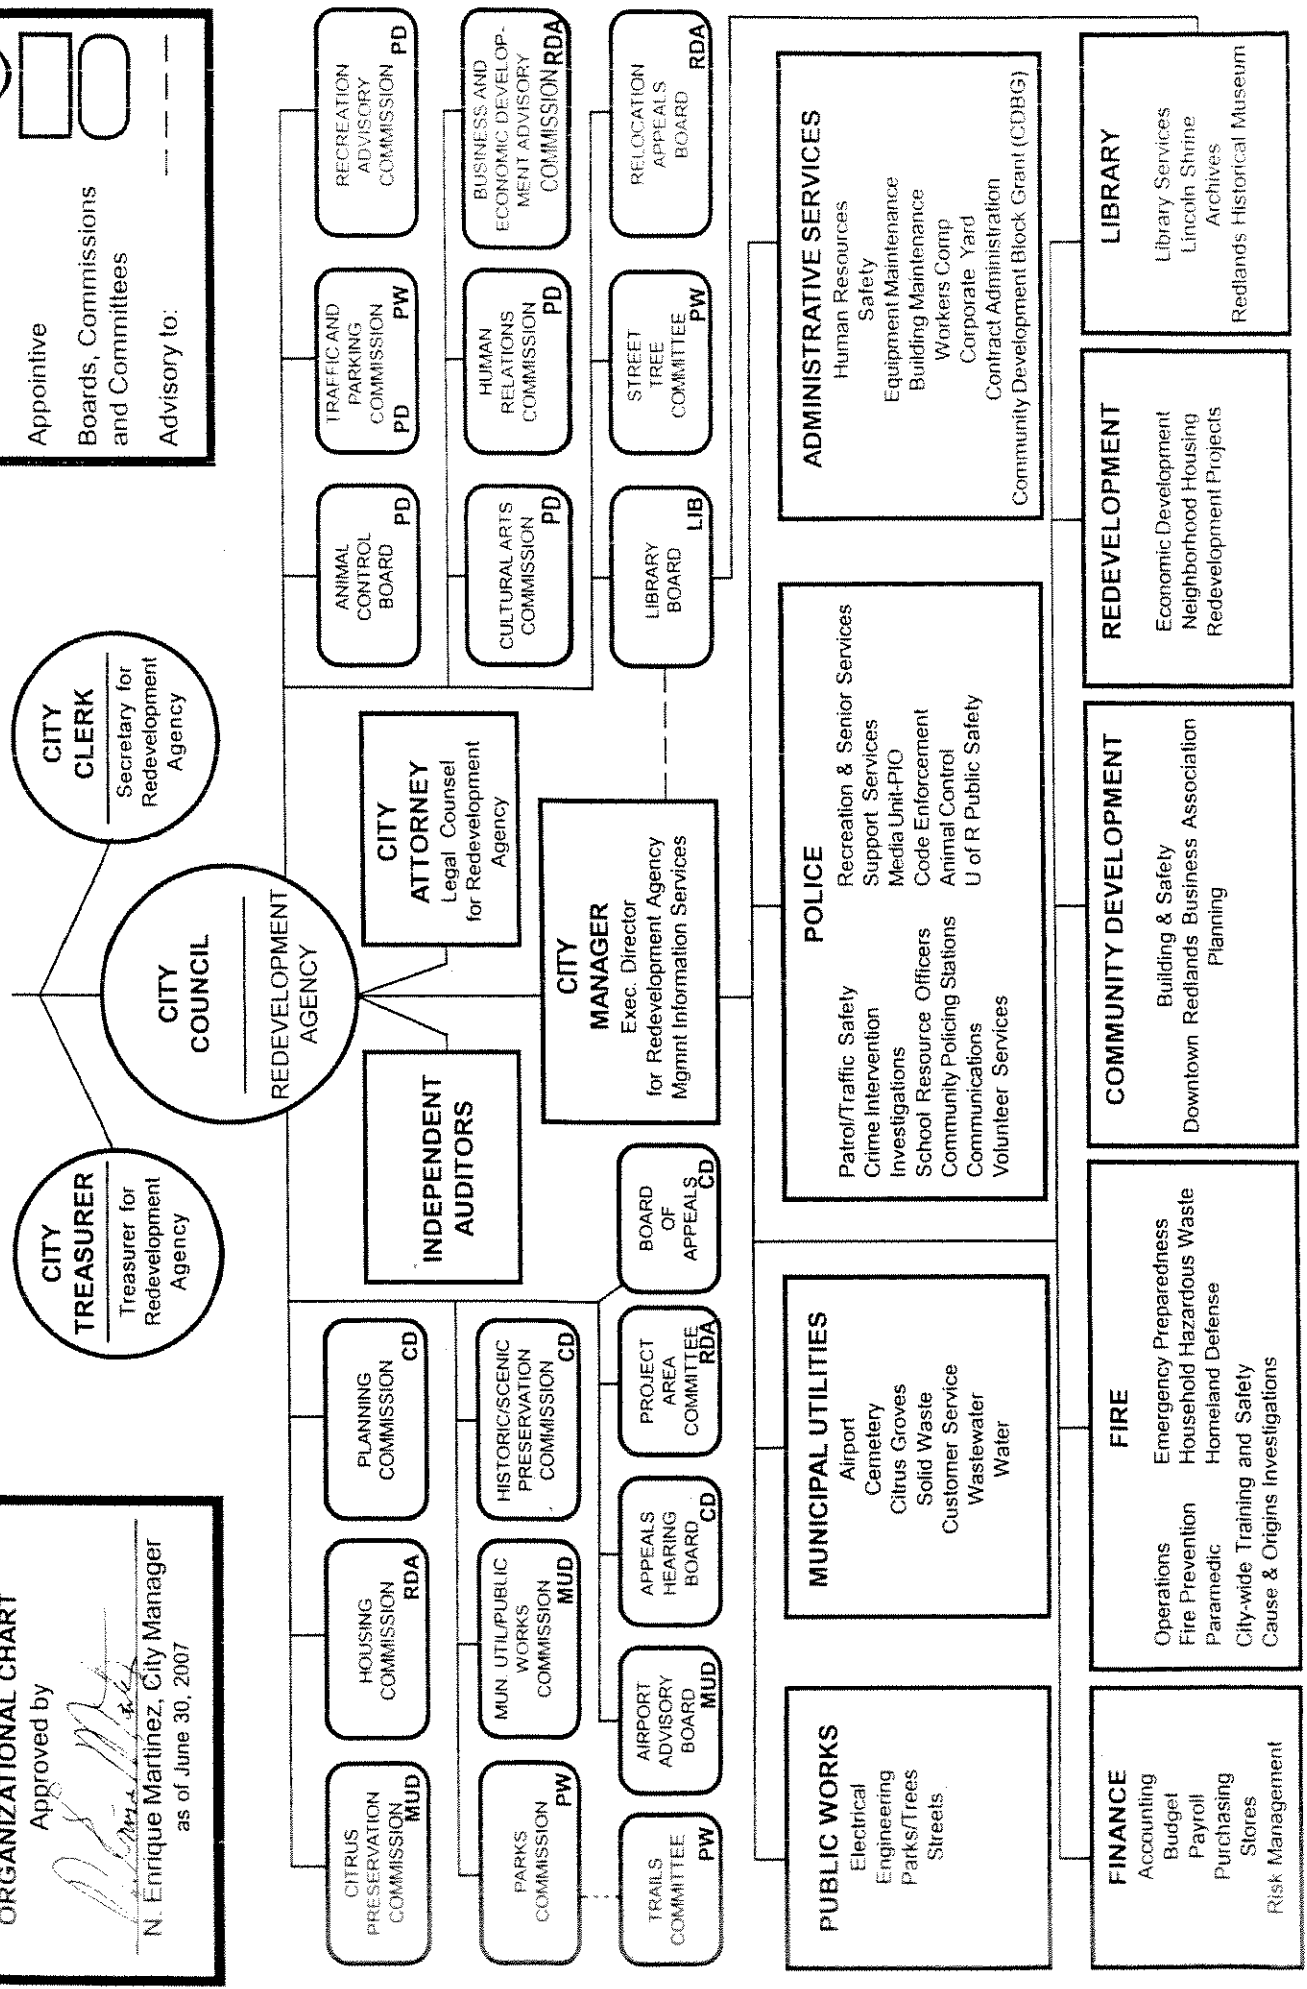 ORGANIZATIONAL CHART
Approved by
N. Enrique Martinez, City Manager
as of June 30, 2007
CITY
TREASURER
Treasurer for
Redevelopment
Agency
CITY
CLERK
Secretary for
Redevelopment
Agency
Appointive
Boards, Commissions
and Committees
Advisory to:
CITY
COUNCIL
REDEVELOPMENT
AGENCY
INDEPENDENT
AUDITORS
CITY
ATTORNEY
Legal Counsel
for Redevelopment
Agency
CITY
MANAGER
Exec. Director
for Redevelopment Agency
Mgmnt Information Services
CITRUS
PRESERVATION
COMMISSION
MUD
HOUSING
COMMISSION
RDA
PLANNING
COMMISSION
CD
PARKS
COMMISSION
PW
MUN. UTIL/PUBLIC
WORKS
COMMISSION
MUD
HISTORIC/SCENIC
PRESERVATION
COMMISSION
CD
TRAILS
COMMITTEE
PW
AIRPORT
ADVISORY
BOARD
MUD
APPEALS
HEARING
BOARD
CD
PROJECT
AREA
COMMITTEE
RDA
BOARD
OF
APPEALS
CD
ANIMAL
CONTROL
BOARD
PD
TRAFFIC AND
PARKING
COMMISSION
PD PW
RECREATION
ADVISORY
COMMISSION
PD
CULTURAL ARTS
COMMISSION
PD
HUMAN
RELATIONS
COMMISSION
PD
BUSINESS AND
ECONOMIC DEVELOP-
MENT ADVISORY
COMMISSION RDA
LIBRARY
BOARD
LIB
STREET
TREE
COMMITTEE
PW
RELOCATION
APPEALS
BOARD
RDA
PUBLIC WORKS
Electrical
Engineering
Parks/Trees
Streets
MUNICIPAL UTILITIES
Airport
Cemetery
Citrus Groves
Solid Waste
Customer Service
Wastewater
Water
POLICE
Patrol/Traffic Safety
Crime Intervention
Investigations
School Resource Officers
Community Policing Stations
Communications
Volunteer Services
Recreation & Senior Services
Support Services
Media Unit-PIO
Code Enforcement
Animal Control
U of R Public Safety
ADMINISTRATIVE SERVICES
Human Resources
Safety
Equipment Maintenance
Building Maintenance
Workers Comp
Corporate Yard
Contract Administration
Community Development Block Grant (CDBG)
FINANCE
Accounting
Budget
Payroll
Purchasing
Stores
Risk Management
FIRE
Operations
Fire Prevention
Paramedic
Emergency Preparedness
Household Hazardous Waste
Homeland Defense
City-wide Training and Safety
Cause & Origins Investigations
COMMUNITY DEVELOPMENT
Building & Safety
Downtown Redlands Business Association
Planning
REDEVELOPMENT
Economic Development
Neighborhood Housing
Redevelopment Projects
LIBRARY
Library Services
Lincoln Shrine
Archives
Redlands Historical Museum